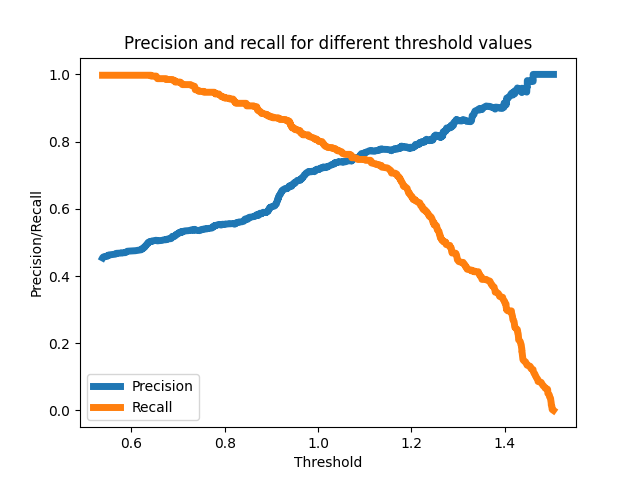 Precision and recall for different threshold values
1.0
0.8
0.6
0.4
0.2
0.0
Precision/Recall
Precision
Recall
0.6 0.8 1.0 1.2 1.4
Threshold